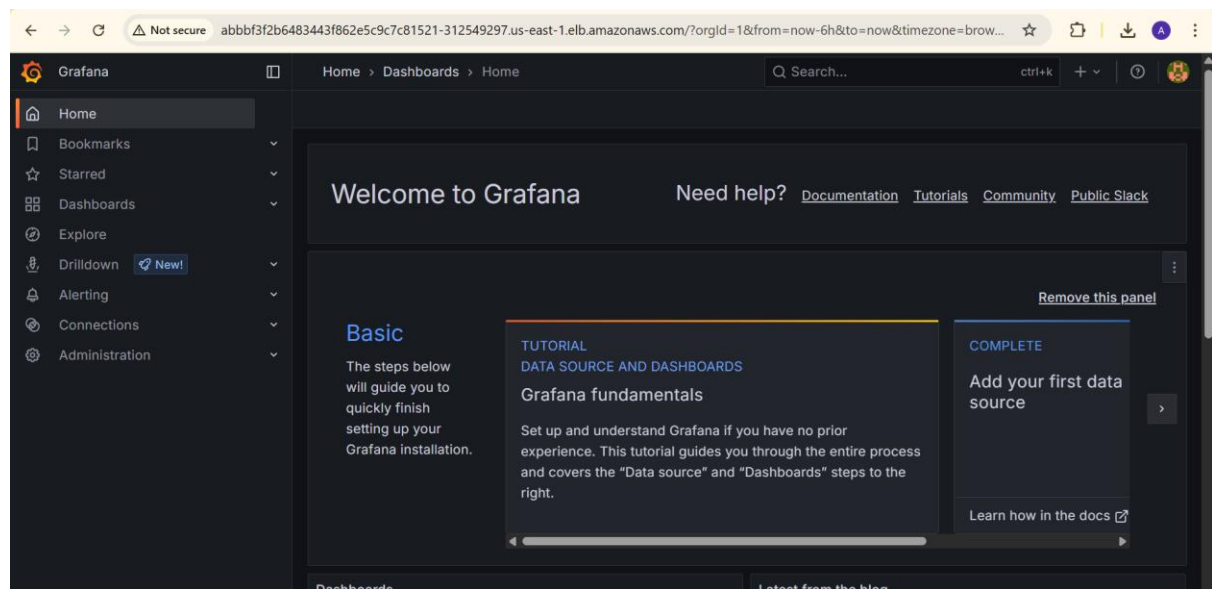 Not secure
abbbf3f2b6483443f862e5c9c7c81521-312549297.us-east-1.elb.amazonaws.com/?orgId=1&from=now-6h&to=now&timezone=brow...
A
Grafana
Home > Dashboards > Home
Search...
ctrl+k
Home
Bookmarks
Starred
Dashboards
Explore
Drilldown New!
Alerting
Connections
Administration
Welcome to Grafana
Need help? Documentation Tutorials Community Public Slack
Remove this panel
Basic
The steps below
will guide you to
quickly finish
setting up your
Grafana installation.
TUTORIAL
DATA SOURCE AND DASHBOARDS
Grafana fundamentals
Set up and understand Grafana if you have no prior
experience. This tutorial guides you through the entire process
and covers the “Data source” and “Dashboards” steps to the
right.
COMPLETE
Add your first data
source
Learn how in the docs
Dashboards
Latest from the blog